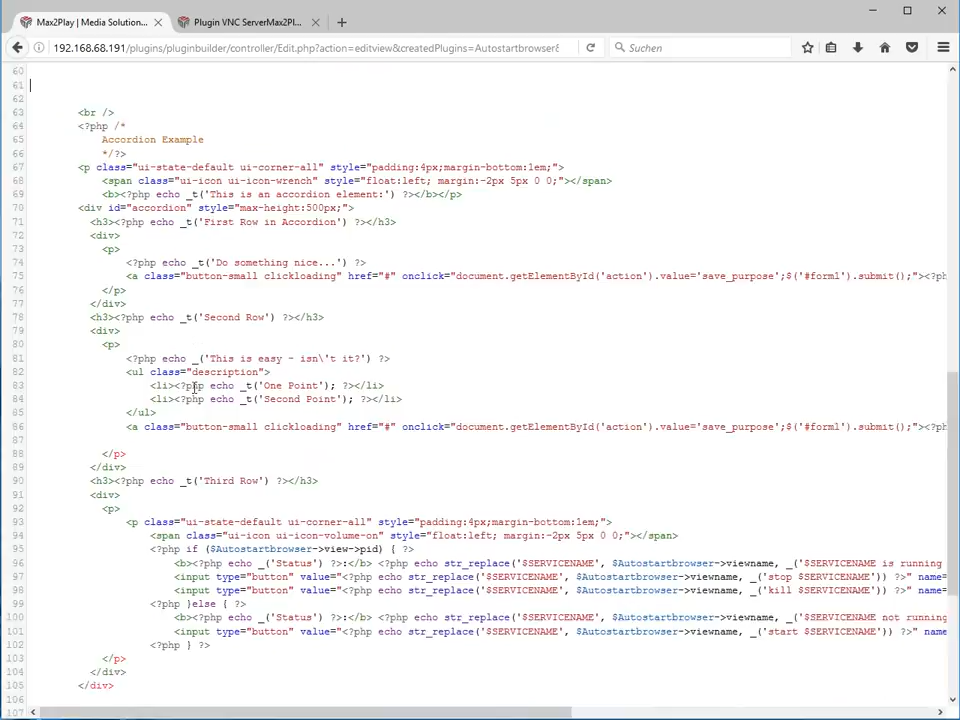 Max2Play | Media Solution...
Plugin VNC ServerMax2Pl...
192.168.68.191/plugins/pluginbuilder/controller/Edit.php?action=editview&createdPlugins=Autostartbrowser&
Suchen
60
61
62
63 <br />
64 <?php /*
65 Accordion Example
66 */?>
67 <p class="ui-state-default ui-corner-all" style="padding:4px;margin-bottom:1em;">
68 <span class="ui-icon ui-icon-wrench" style="float:left; margin:-2px 5px 0 0;"></span>
69 <b><?php echo _t('This is an accordion element:') ?></b></p>
70 <div id="accordion" style="max-height:500px;">
71 <h3><?php echo _t('First Row in Accordion') ?></h3>
72 <div>
73 <p>
74 <?php echo _t('Do something nice...') ?>
75 <a class="button-small clickloading" href="#" onclick="document.getElementById('action').value='save_purpose';$('#form1').submit();"><?ph
76 </p>
77 </div>
78 <h3><?php echo _t('Second Row') ?></h3>
79 <div>
80 <p>
81 <?php echo _('This is easy - isn\'t it?') ?>
82 <ul class="description">
83 <li><?php echo _t('One Point'); ?></li>
84 <li><?php echo _t('Second Point'); ?></li>
85 </ul>
86 <a class="button-small clickloading" href="#" onclick="document.getElementById('action').value='save_purpose';$('#form1').submit();"><?ph
87
88 </p>
89 </div>
90 <h3><?php echo _t('Third Row') ?></h3>
91 <div>
92 <p>
93 <p class="ui-state-default ui-corner-all" style="padding:4px;margin-bottom:1em;">
94 <span class="ui-icon ui-icon-volume-on" style="float:left; margin:-2px 5px 0 0;"></span>
95 <?php if ($Autostartbrowser->view->pid) { ?>
96 <b><?php echo _('Status') ?>:</b> <?php echo str_replace('$SERVICENAME', $Autostartbrowser->viewname, _('$SERVICENAME is running
97 <input type="button" value="<?php echo str_replace('$SERVICENAME', $Autostartbrowser->viewname, _('stop $SERVICENAME')) ?>" name=
98 <input type="button" value="<?php echo str_replace('$SERVICENAME', $Autostartbrowser->viewname, _('kill $SERVICENAME')) ?>" name=
99 <?php }else { ?>
100 <b><?php echo _('Status') ?>:</b> <?php echo str_replace('$SERVICENAME', $Autostartbrowser->viewname, _('$SERVICENAME not running
101 <input type="button" value="<?php echo str_replace('$SERVICENAME', $Autostartbrowser->viewname, _('start $SERVICENAME')) ?>" name
102 <?php } ?>
103 </p>
104 </div>
105 </div>
106
107